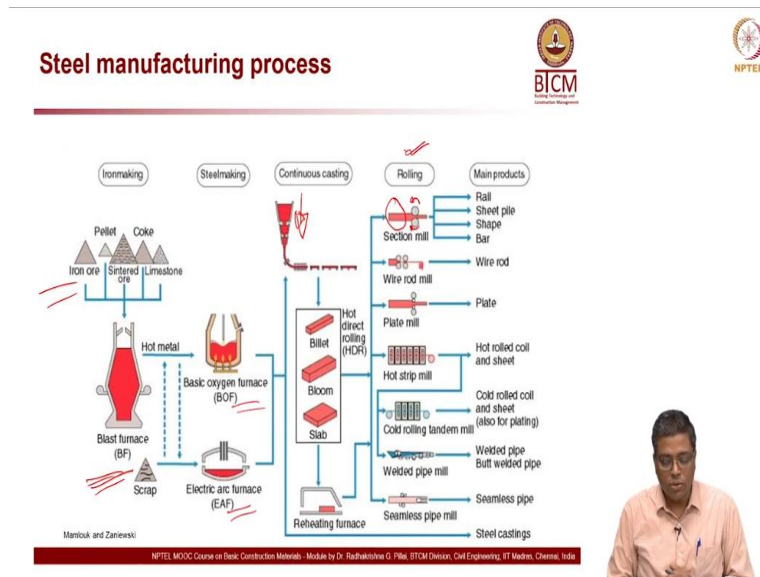 Steel manufacturing process
BTCM
Building Technology and
Construction Management
NPTEL
Ironmaking
Steelmaking
Continuous casting
Rolling
Main products
Pellet
Coke
Iron ore
Sintered
ore
Limestone
Hot metal
Blast furnace
(BF)
Scrap
Basic oxygen furnace
(BOF)
Electric arc furnace
(EAF)
Billet
Bloom
Slab
Hot
direct
rolling
(HDR)
Reheating furnace
Section mill
Wire rod mill
Plate mill
Hot strip mill
Cold rolling tandem mill
Welded pipe mill
Seamless pipe mill
Rail
Sheet pile
Shape
Bar
Wire rod
Plate
Hot rolled coil
and sheet
Cold rolled coil
and sheet
(also for plating)
Welded pipe
Butt welded pipe
Seamless pipe
Steel castings
Mamlouk and Zaniewski
NPTEL MOOC Course on Basic Construction Materials - Module by Dr. Radhakrishna G. Pillai, BTCM Division, Civil Engineering, IIT Madras, Chennai, India